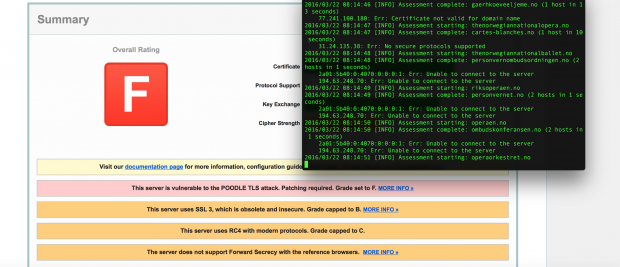 Summary
Overall Rating
F
Certificate
Protocol Support
Key Exchange
Cipher Strength
Visit our documentation page for more information, configuration guide
This server is vulnerable to the POODLE TLS attack. Patching required. Grade set to F. MORE INFO »
This server uses SSL 3, which is obsolete and insecure. Grade capped to B. MORE INFO »
This server uses RC4 with modern protocols. Grade capped to C.
The server does not support Forward Secrecy with the reference browsers. MORE INFO »
2016/03/22 08:14:46 [INFO] Assessment complete: gaerhkoeveljeme.no (1 host in 1
3 seconds)
77.241.100.180: Err: Certificate not valid for domain name
2016/03/22 08:14:47 [INFO] Assessment starting: thenorwegiannationalopera.no
2016/03/22 08:14:47 [INFO] Assessment complete: cartes-blanches.no (1 host in 10
seconds)
31.24.135.38: Err: No secure protocols supported
2016/03/22 08:14:48 [INFO] Assessment starting: thenorwegiannationalballet.no
2016/03/22 08:14:48 [INFO] Assessment complete: personvernombudsordningen.no (2
hosts in 1 seconds)
2a01:5b40:0:4070:0:0:0:1: Err: Unable to connect to the server
194.63.248.70: Err: Unable to connect to the server
2016/03/22 08:14:49 [INFO] Assessment starting: riksoperaen.no
2016/03/22 08:14:49 [INFO] Assessment complete: personvernet.no (2 hosts in 1 se
conds)
2a01:5b40:0:4070:0:0:0:1: Err: Unable to connect to the server
194.63.248.70: Err: Unable to connect to the server
2016/03/22 08:14:50 [INFO] Assessment starting: operaen.no
2016/03/22 08:14:50 [INFO] Assessment complete: ombudskonferansen.no (2 hosts in
1 seconds)
2a01:5b40:0:4070:0:0:0:1: Err: Unable to connect to the server
194.63.248.70: Err: Unable to connect to the server
2016/03/22 08:14:51 [INFO] Assessment starting: operaorkestret.no